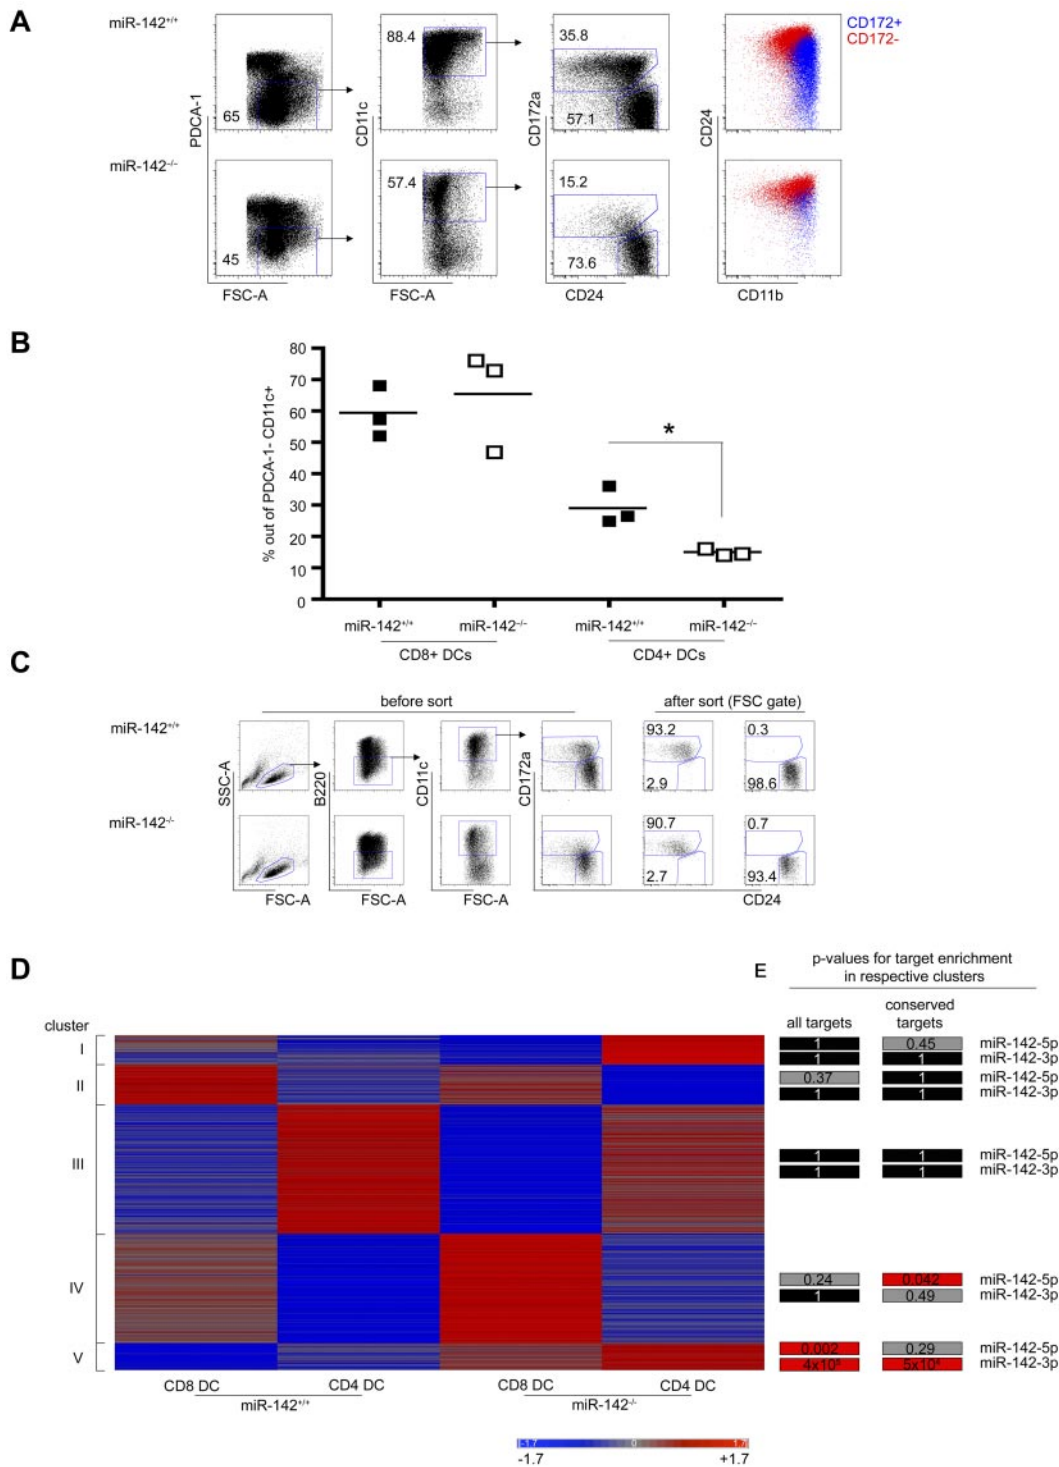 A
miR-142+/+
PDCA-1
65
88.4
CD11c
35.8
CD172a
57.1
CD24
CD172+
CD172-
miR-142-/-
45
57.4
15.2
73.6
FSC-A
FSC-A
CD24
CD11b
B
% out of PDCA-1- CD11c+
80
70
60
50
40
30
20
10
0
*
miR-142+/+
miR-142-/-
miR-142+/+
miR-142-/-
CD8+ DCs
CD4+ DCs
C
before sort
after sort (FSC gate)
miR-142+/+
SSC-A
B220
CD11c
CD172a
93.2
2.9
0.3
98.6
miR-142-/-
90.7
2.7
0.7
93.4
FSC-A
FSC-A
FSC-A
CD24
D
E
p-values for target enrichment
in respective clusters
cluster
all targets
conserved
targets
I
1
0.45
miR-142-5p
1
1
miR-142-3p
II
0.37
1
miR-142-5p
1
1
miR-142-3p
III
1
1
miR-142-5p
1
1
miR-142-3p
IV
0.24
0.042
miR-142-5p
1
0.49
miR-142-3p
V
0.002
0.29
miR-142-5p
miR-142-3p
CD8 DC
CD4 DC
CD8 DC
CD4 DC
miR-142+/+
miR-142-/-
-1.7
0
1.7
-1.7
+1.7